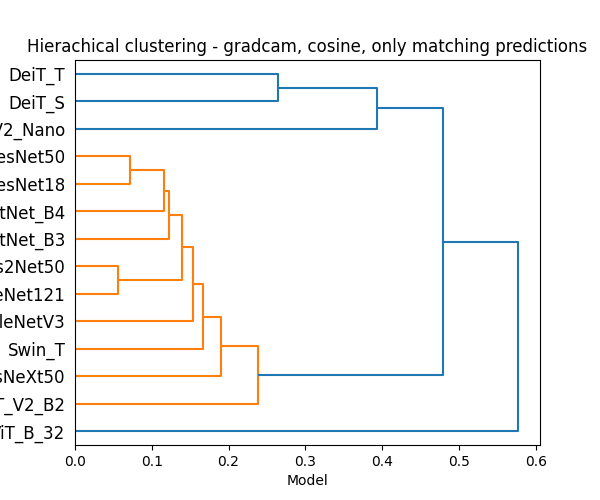 Hierachical clustering - gradcam, cosine, only matching predictions
DeiT_T
DeiT_S
V2_Nano
esNet50
esNet18
tNet_B4
tNet_B3
s2Net50
eNet121
leNetV3
Swin_T
sNeXt50
T_V2_B2
iT_B_32
0.0 0.1 0.2 0.3 0.4 0.5 0.6
Model